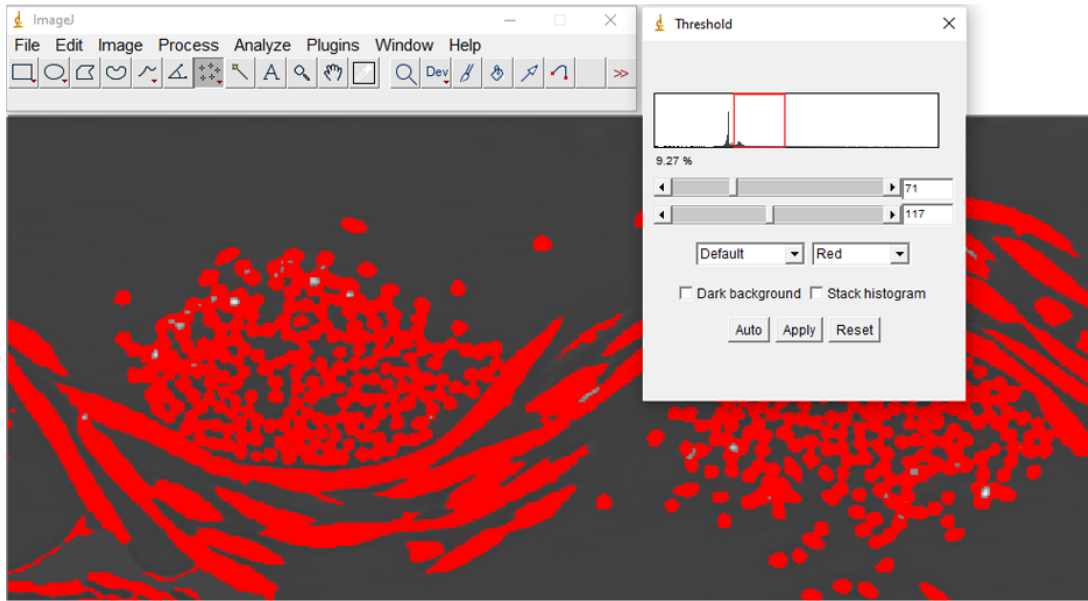 ImageJ
File Edit Image Process Analyze Plugins Window Help
A Dev >>
Threshold
9.27 %
71
117
Default Red
Dark background Stack histogram
Auto Apply Reset